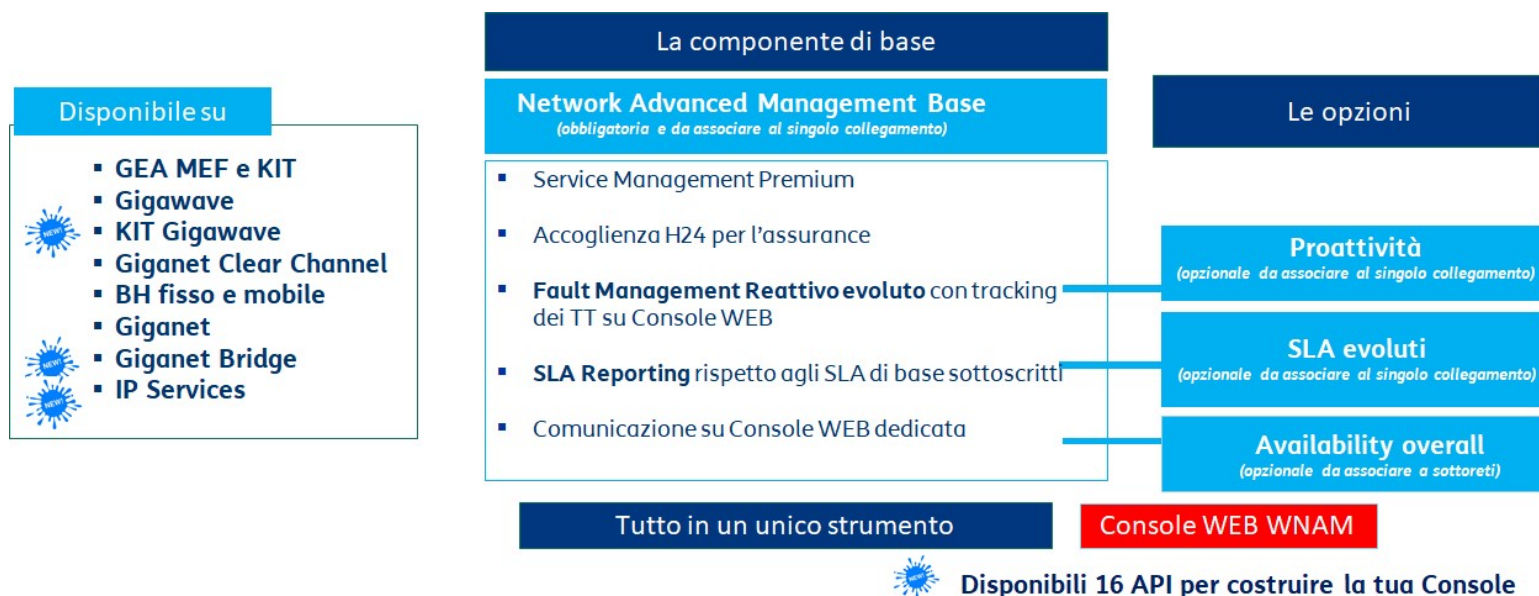 Disponibile su
▪ GEA MEF e KIT
▪ Gigawave
NEW!
▪ KIT Gigawave
▪ Giganet Clear Channel
▪ BH fisso e mobile
▪ Giganet
NEW!
▪ Giganet Bridge
NEW!
▪ IP Services
La componente di base
Network Advanced Management Base
(obbligatoria e da associare al singolo collegamento)
▪ Service Management Premium
▪ Accoglienza H24 per l'assurance
▪ Fault Management Reattivo evoluto con tracking
dei TT su Console WEB
▪ SLA Reporting rispetto agli SLA di base sottoscritti
▪ Comunicazione su Console WEB dedicata
Le opzioni
Proattività
(opzionale da associare al singolo collegamento)
SLA evoluti
(opzionale da associare al singolo collegamento)
Availability overall
(opzionale da associare a sottoreti)
Tutto in un unico strumento
Console WEB WNAM
NEW!
Disponibili 16 API per costruire la tua Console